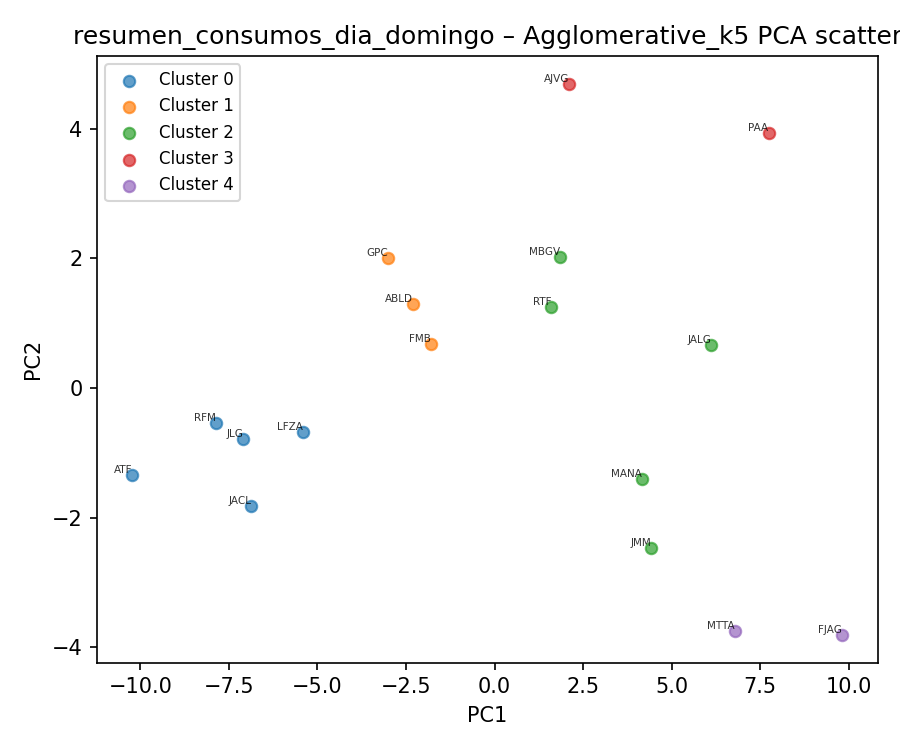 resumen_consumos_dia_domingo – Agglomerative_k5 PCA scatter
Cluster 0
Cluster 1
Cluster 2
Cluster 3
Cluster 4
AJVG
PAA
GPC
MBGV
ABLD
RTF
FMB
JALG
RFM
JLG
LFZA
ATF
JACL
MANA
JMM
MTTA
FJAG
4
2
0
−2
−4
PC2
−10.0 −7.5 −5.0 −2.5 0.0 2.5 5.0 7.5 10.0
PC1